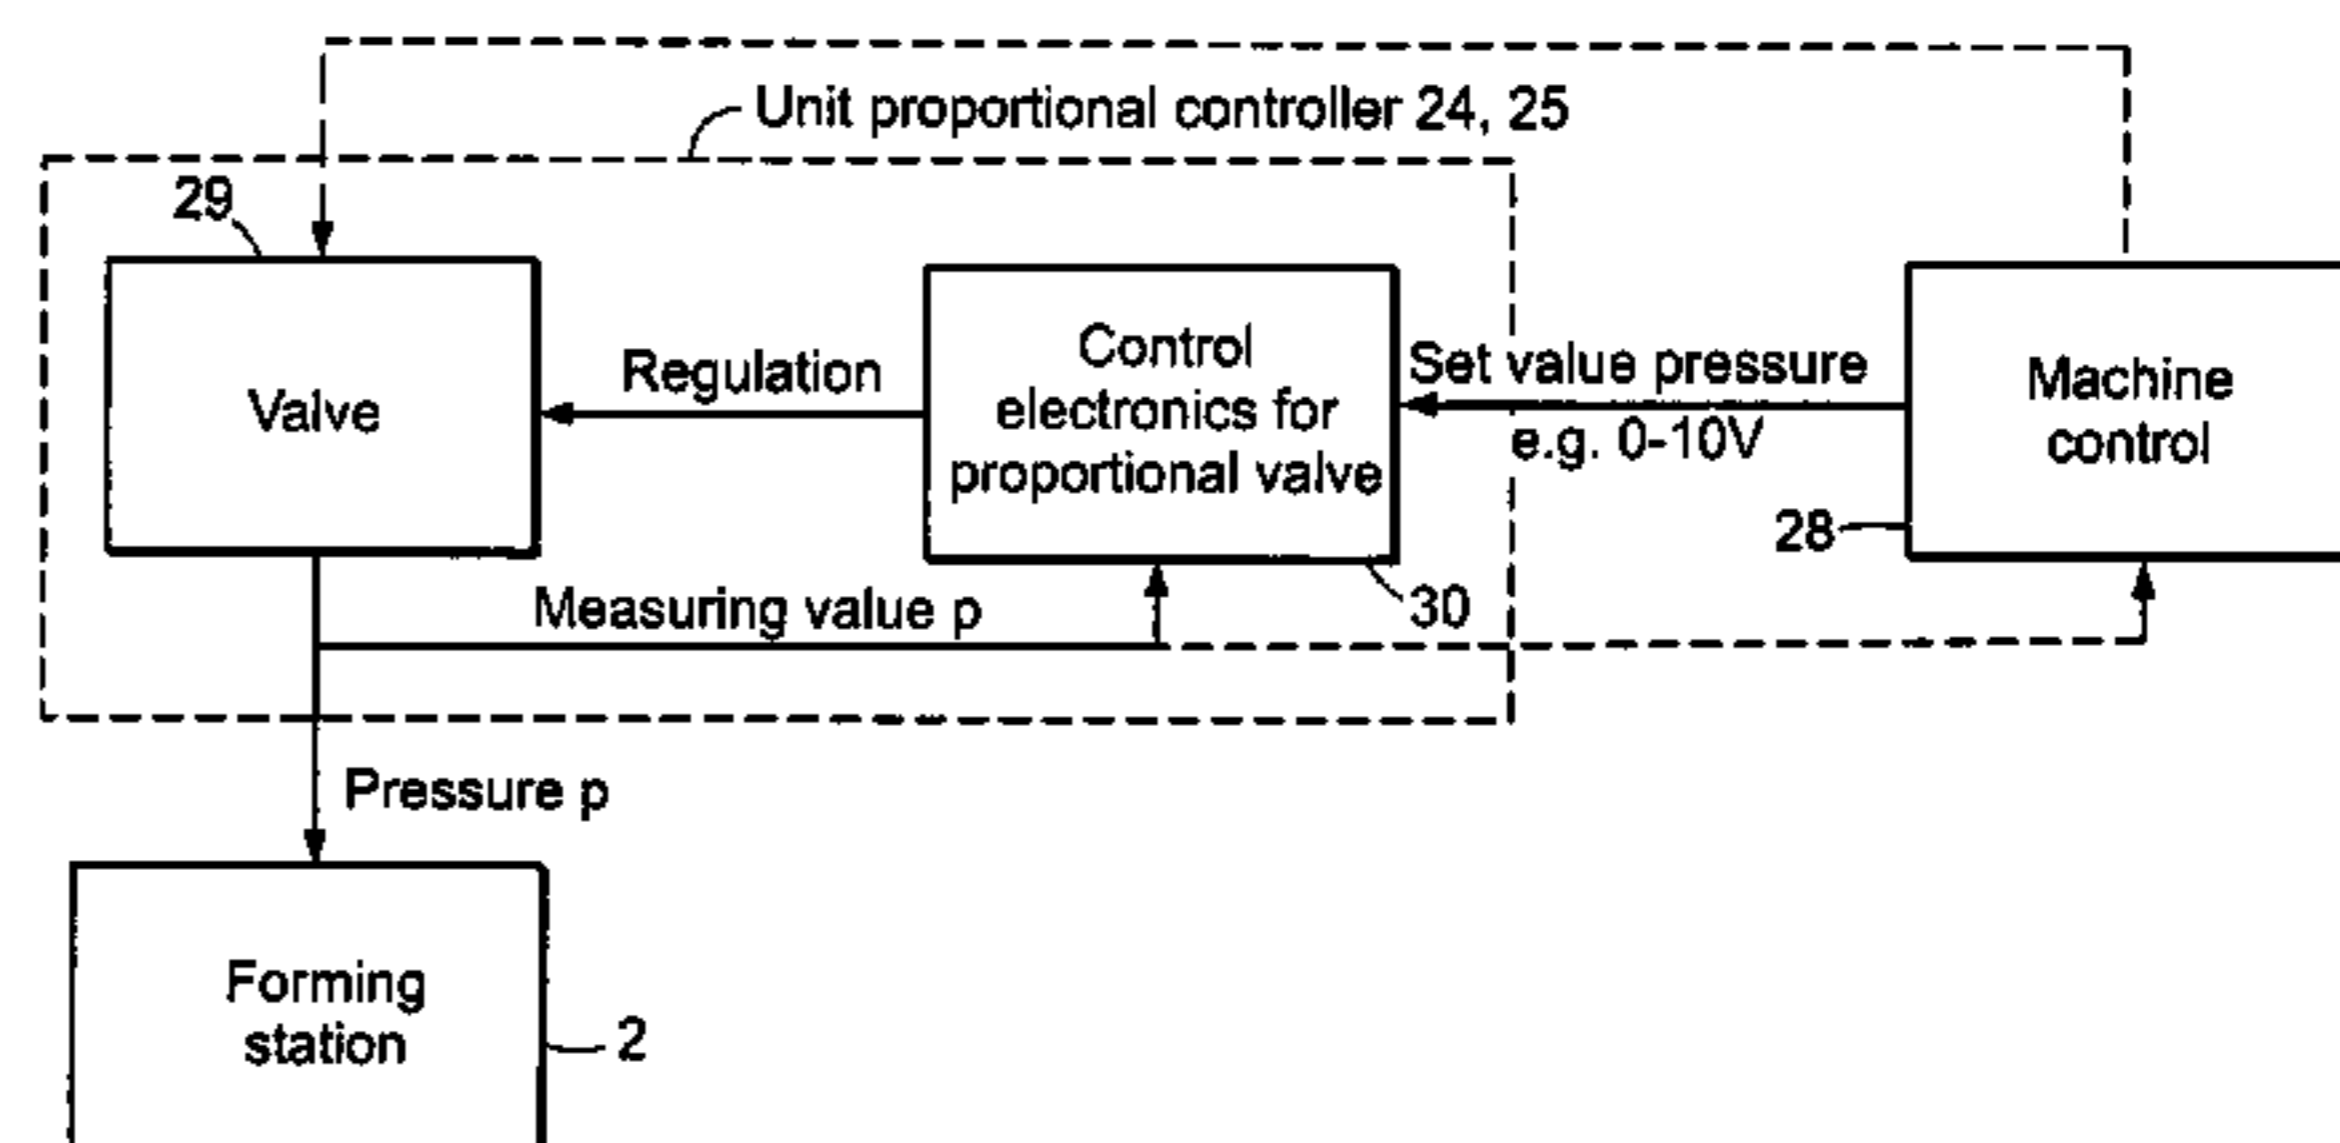 Unit proportional controller 24, 25
29
Valve
Regulation
Control
electronics for
proportional valve
Set value pressure
e.g. 0-10V
Machine
control
28
Measuring value p
30
Pressure p
Forming
station
2